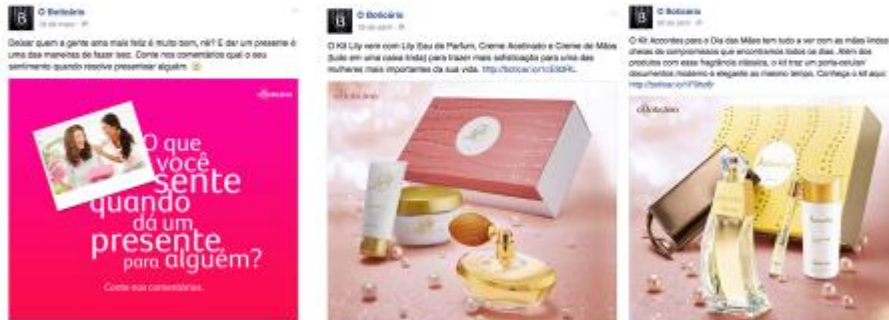 O Boticário
Deixar quem a gente ama mais feliz é muito bom, né? E dar um presente é
uma das maneiras de fazer isso. Conte nos comentários qual o seu
sentimento quando resolve presentear alguém.
oBoticário
O que
você
sente
quando
dá um
presente
para alguém?
Conte nos comentários.
O Boticário
O Kit Lily vem com Lily Eau de Parfum, Creme Acetinado e Creme de Mãos
(tudo em uma caixa linda) para trazer mais sofisticação para uma das
mulheres mais importantes da sua vida.
O Boticário
O Kit Accordes para o Dia das Mães tem tudo a ver com as mães lindas
cheias de compromissos que encontramos todos os dias. Além dos
produtos com essa fragrância clássica, o kit traz um porta-celular/
documentos moderno e elegante ao mesmo tempo. Conheça o kit aqui:
oBoticário